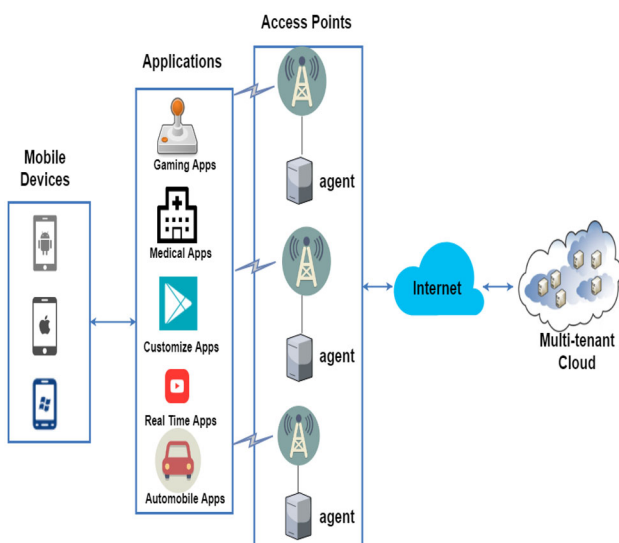 Access Points
Applications
Mobile
Devices
Gaming Apps
agent
Medical Apps
Internet
Customize Apps
Multi-tenant
Cloud
agent
Real Time Apps
Automobile Apps
agent